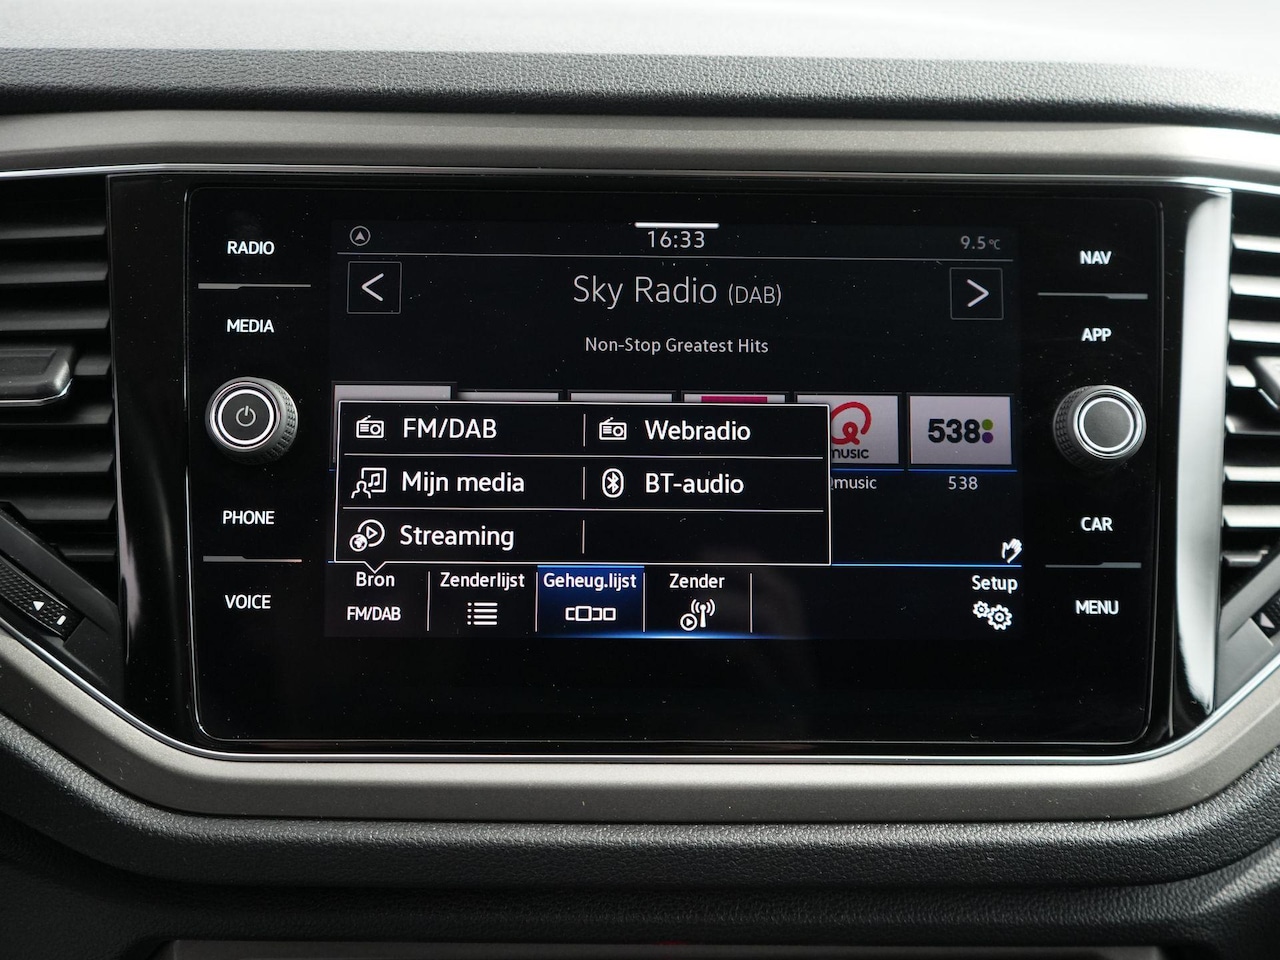 RADIO
MEDIA
PHONE
VOICE
16:33
9.5°C
Sky Radio (DAB)
Non-Stop Greatest Hits
FM/DAB
Webradio
Mijn media
BT-audio
Streaming
music
538
music
538
Bron
FM/DAB
Zenderlijst
Geheug.lijst
Zender
Setup
NAV
APP
CAR
MENU